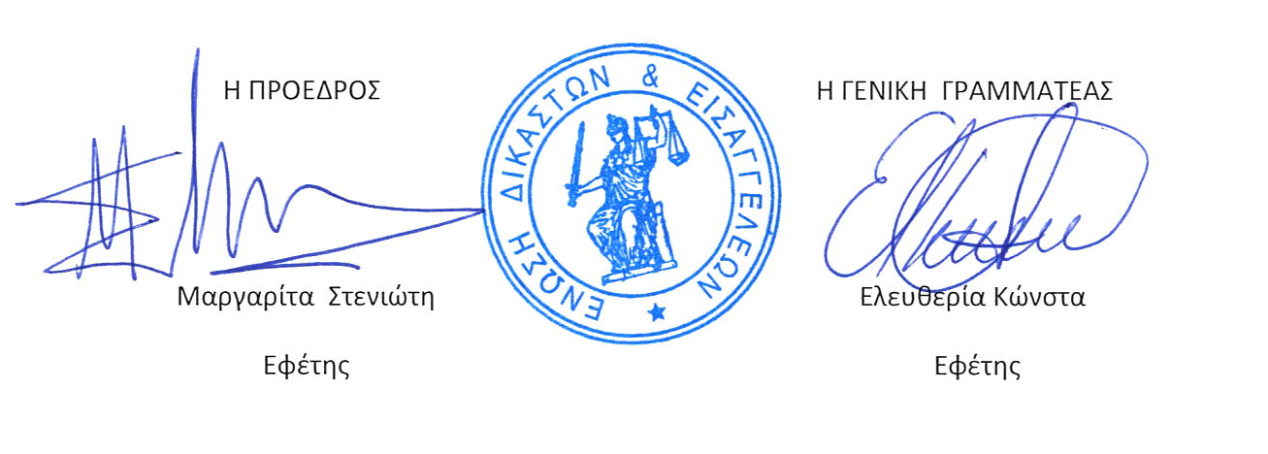 Η ΠΡΟΕΔΡΟΣ
ΕΝΩΣΗ ΔΙΚΑΣΤΩΝ & ΕΙΣΑΓΓΕΛΕΩΝ
Η ΓΕΝΙΚΗ ΓΡΑΜΜΑΤΕΑΣ
Μαργαρίτα Στενιώτη
Ελευθερία Κώνστα
Εφέτης
Εφέτης